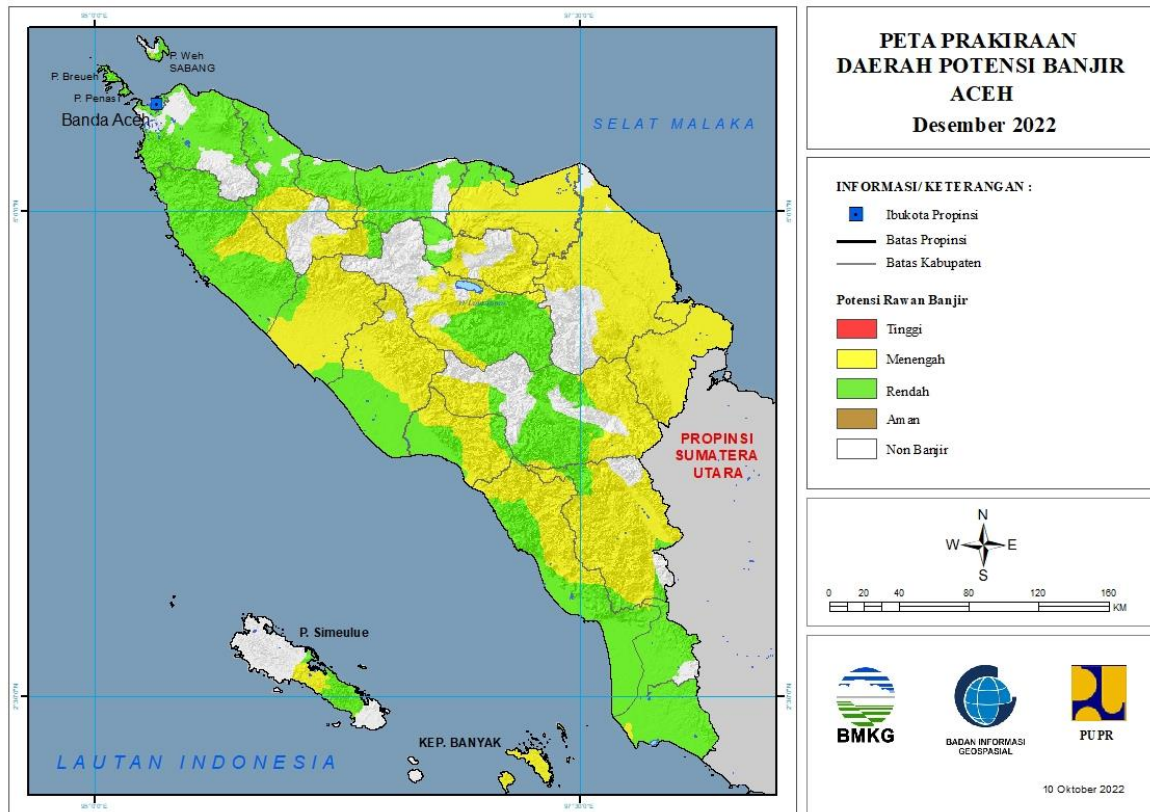 PETA PRAKIRAAN
DAERAH POTENSI BANJIR
ACEH
Desember 2022
INFORMASI/ KETERANGAN :
Ibukota Propinsi
Batas Propinsi
Batas Kabupaten
Potensi Rawan Banjir
Tinggi
Menengah
Rendah
Aman
Non Banjir
N
W E
S
0 20 40 80 120 160
KM
BMKG
BADAN INFORMASI
GEOSPASIAL
PUPR
10 Oktober 2022
P. Weh
SABANG
P. Breueh
P. Penasi
Banda Aceh
SELAT MALAKA
PROPINSI
SUMATERA
UTARA
P. Simeulue
KEP. BANYAK
LAUTAN INDONESIA